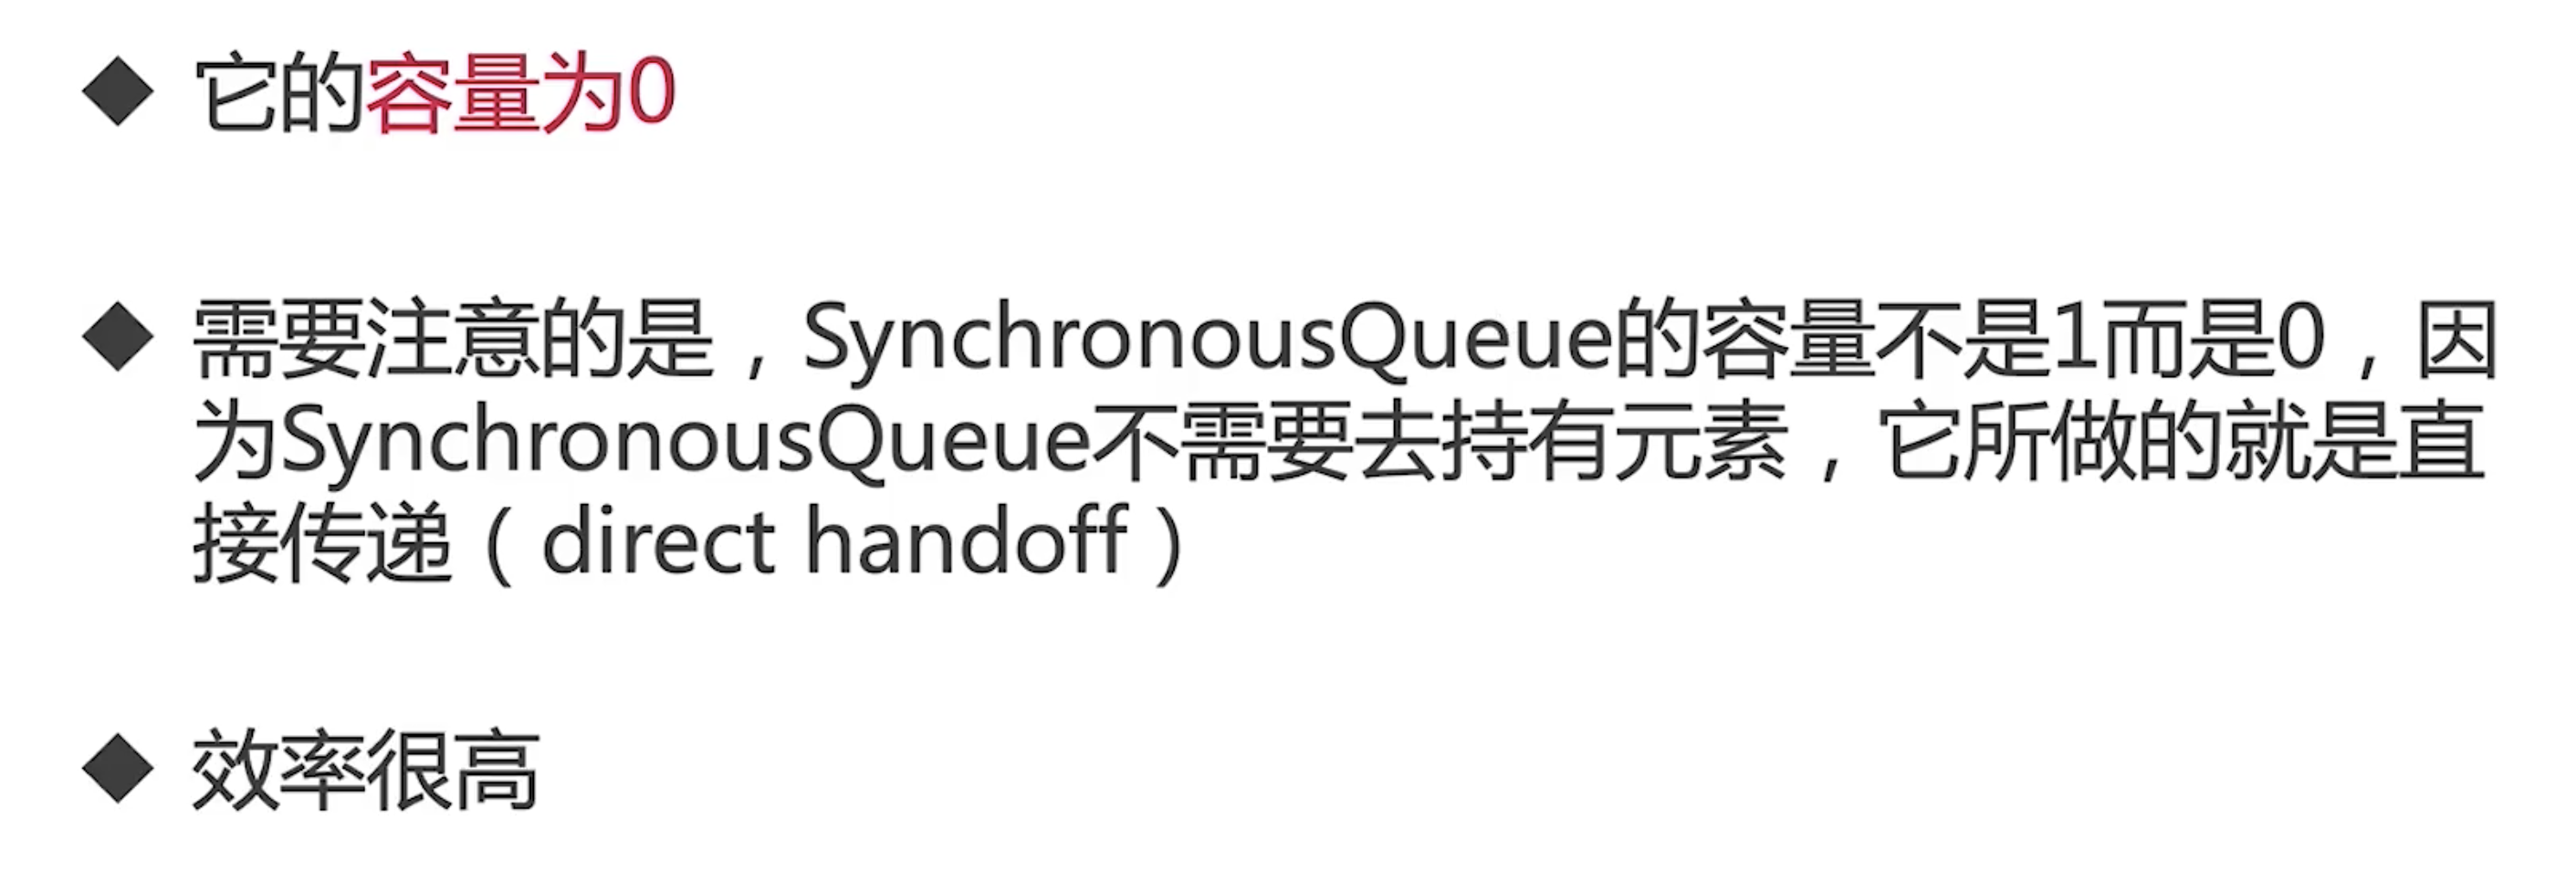 ◆ 它的容量为0
◆ 需要注意的是，SynchronousQueue的容量不是1而是0，因
为SynchronousQueue不需要去持有元素，它所做的就是直
接传递（direct handoff）
◆ 效率很高